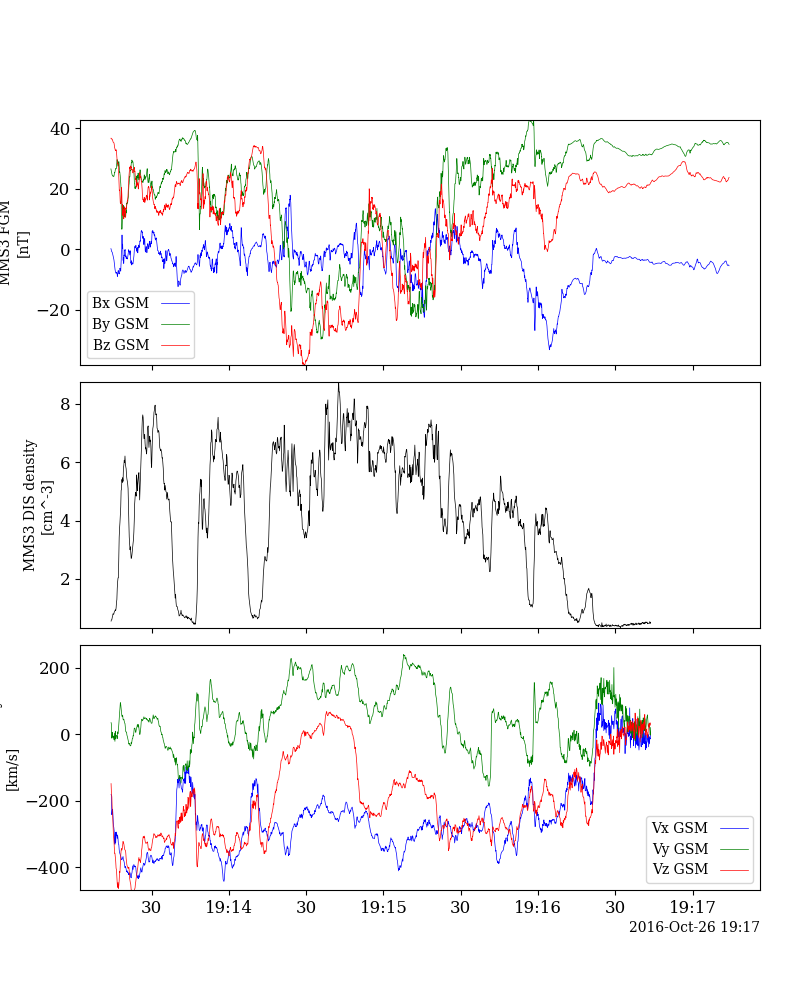 40
20
0
−20
MMS3 FGM
[nT]
Bx GSM
By GSM
Bz GSM
8
6
4
2
MMS3 DIS density
[cm^-3]
200
0
−200
−400
[km/s]
Vx GSM
Vy GSM
Vz GSM
30 19:14 30 19:15 30 19:16 30 19:17
2016-Oct-26 19:17